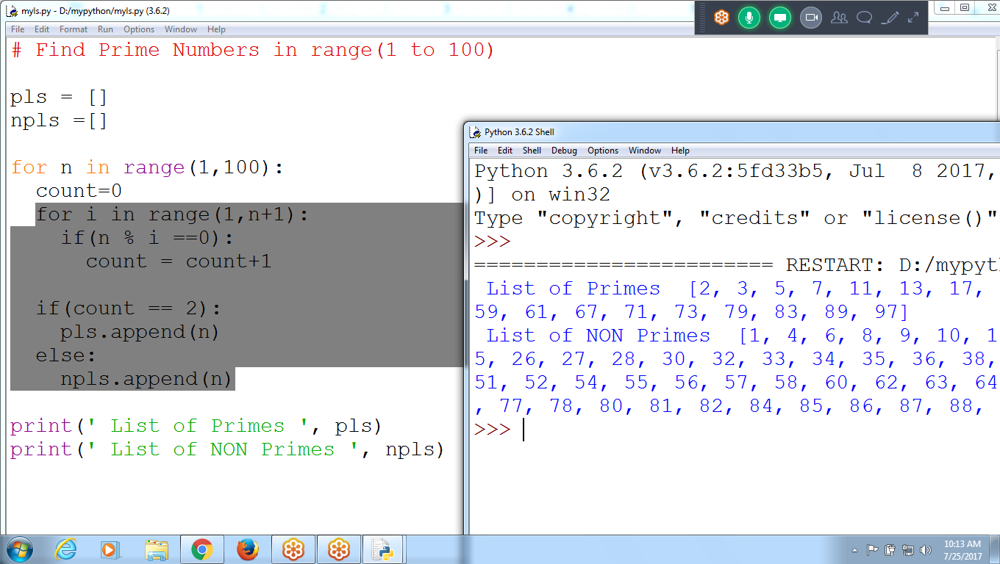 myls.py - D:/mypython/myls.py (3.6.2)
File Edit Format Run Options Window Help
# Find Prime Numbers in range(1 to 100)
pls = []
npls =[]
for n in range(1,100):
count=0
for i in range(1,n+1):
if(n % i ==0):
count = count+1
if(count == 2):
pls.append(n)
else:
npls.append(n)
print(' List of Primes ', pls)
print(' List of NON Primes ', npls)
Python 3.6.2 Shell
File Edit Shell Debug Options Window Help
Python 3.6.2 (v3.6.2:5fd33b5, Jul 8 2017,
)] on win32
Type "copyright", "credits" or "license()"
>>>
======================== RESTART: D:/mypyth
List of Primes [2, 3, 5, 7, 11, 13, 17,
59, 61, 67, 71, 73, 79, 83, 89, 97]
List of NON Primes [1, 4, 6, 8, 9, 10, 1
5, 26, 27, 28, 30, 32, 33, 34, 35, 36, 38,
51, 52, 54, 55, 56, 57, 58, 60, 62, 63, 64
, 77, 78, 80, 81, 82, 84, 85, 86, 87, 88,
>>>
10:13 AM
7/25/2017